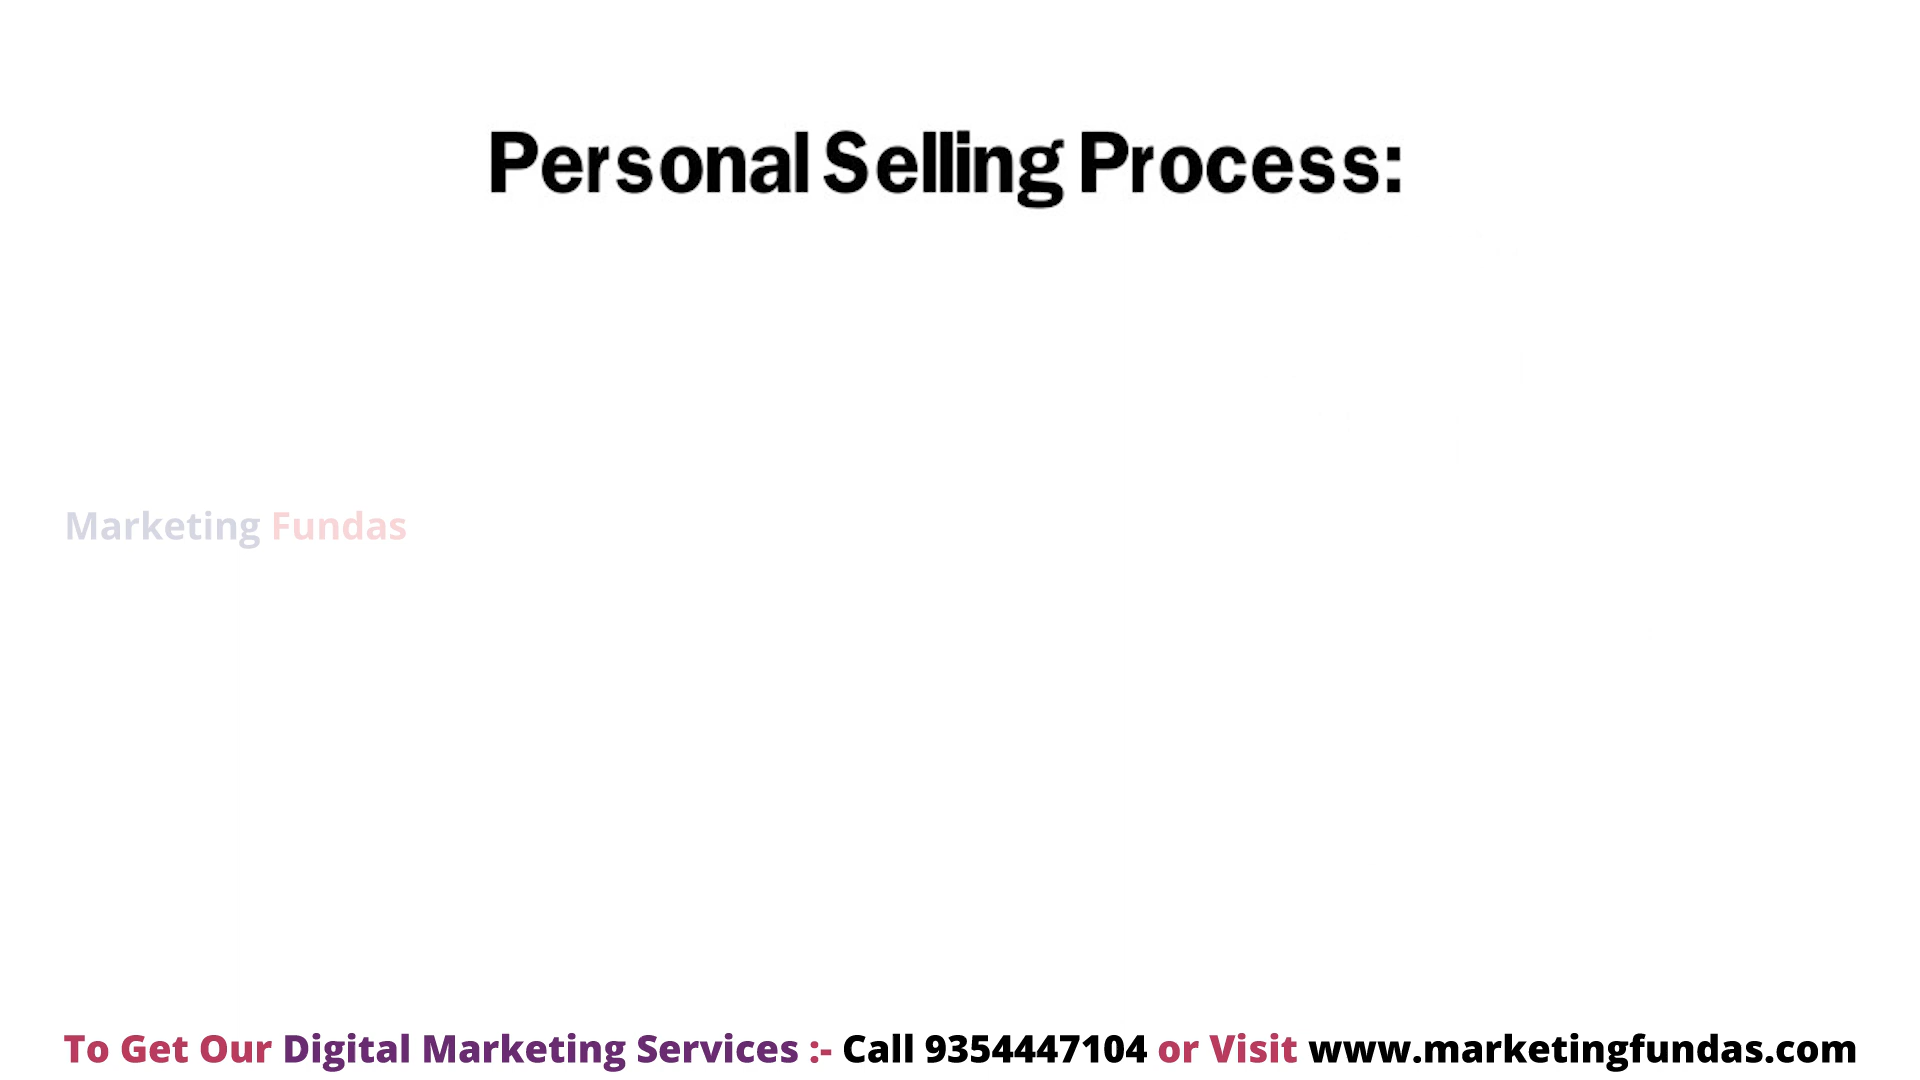 Personal Selling Process:
Marketing Fundas
To Get Our Digital Marketing Services :- Call 9354447104 or Visit www.marketingfundas.com